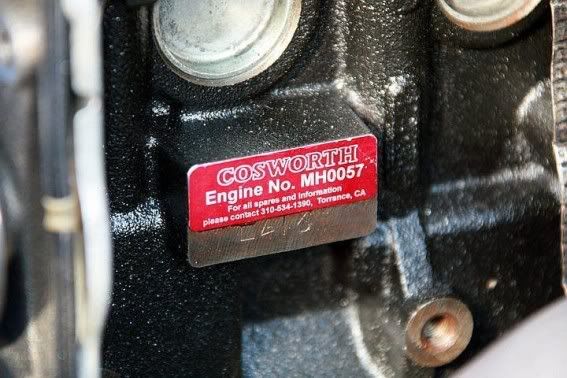 COSWORTH
Engine No. MH0057
For all spares and information
please contact 310-534-1390, Torrance, CA